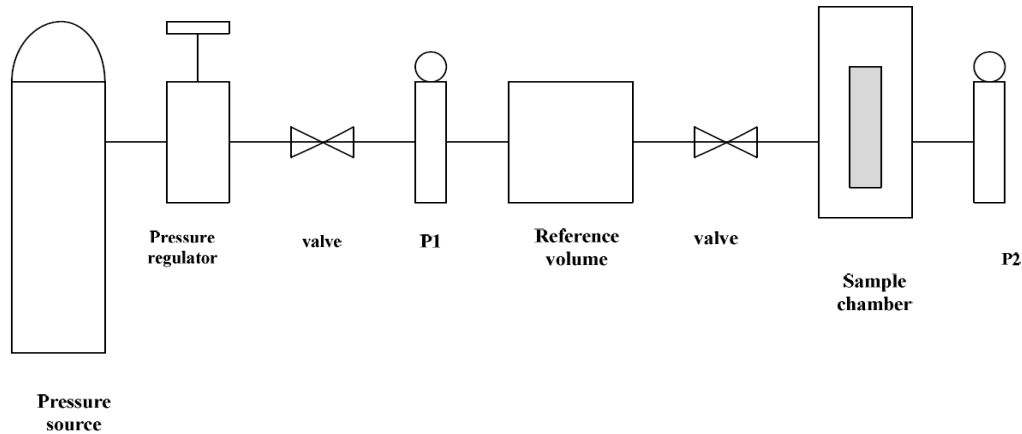 Pressure
regulator
valve
P1
Reference
volume
valve
Sample
chamber
P2
Pressure
source